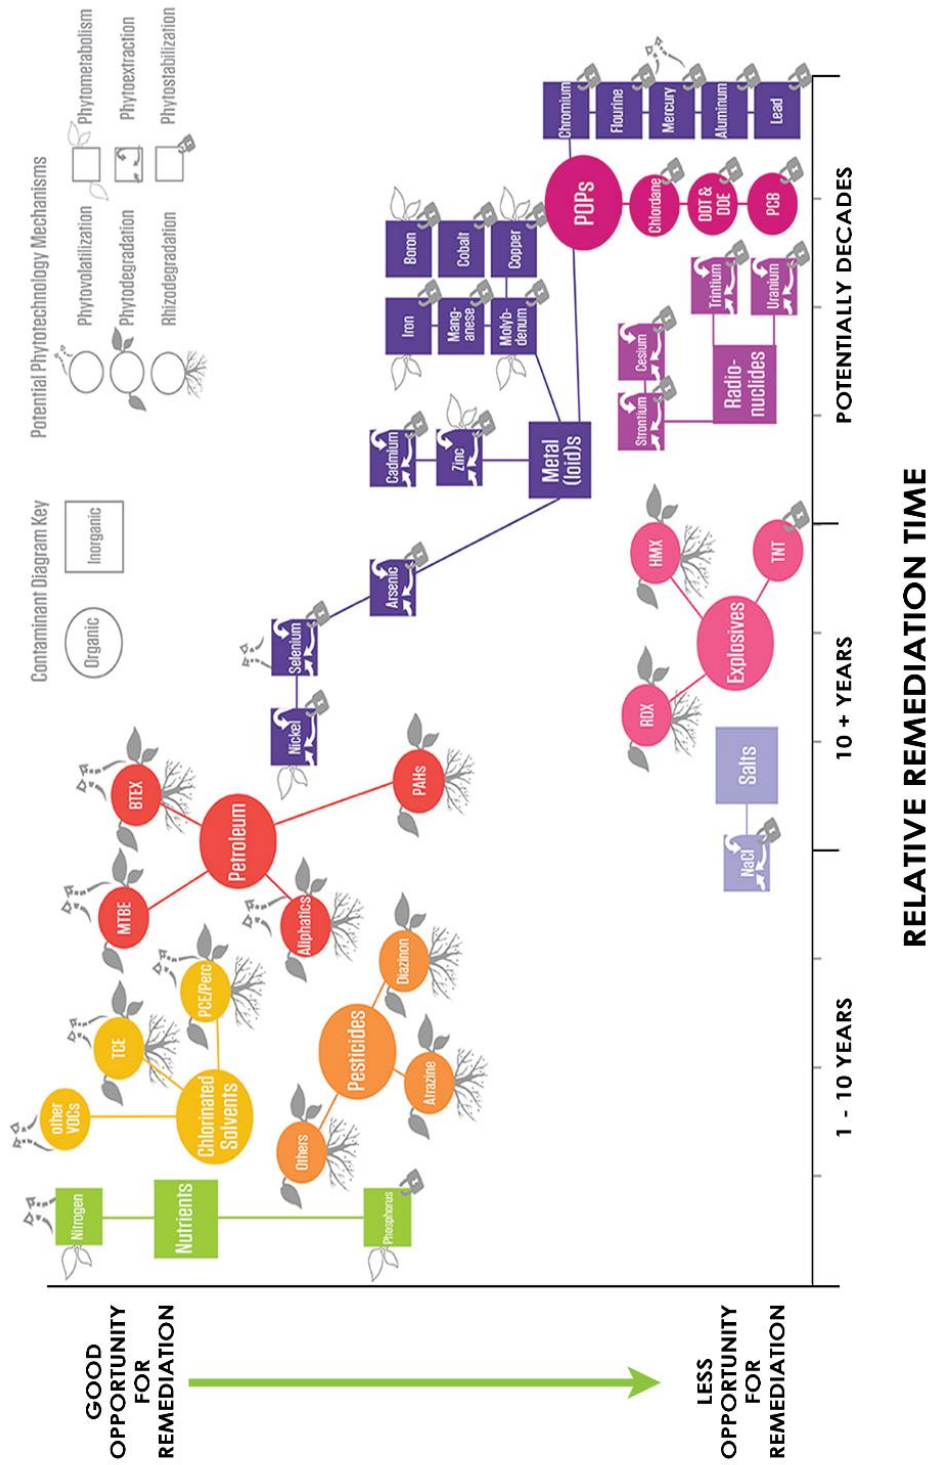 Contaminant Diagram Key
Organic
Inorganic
Potential Phytotechnology Mechanisms
Phytovolatilization
Phytodegradation
Rhizodegradation
Phytometabolism
Phytoextraction
Phytostabilization
GOOD
OPPORTUNITY
FOR
REMEDIATION
LESS
OPPORTUNITY
FOR
REMEDIATION
Nitrogen
Nutrients
Phosphorus
other
VOCs
TCE
PCE/Perc
Chlorinated
Solvents
Others
Pesticides
Atrazine
Diazinon
MTBE
BTEX
Petroleum
Aliphatics
PAHs
Nickel
Selenium
Arsenic
Cadmium
Zinc
Metal
(loid)s
Iron
Mang-
anese
Molyb-
denum
Boron
Cobalt
Copper
NaCl
Salts
RDX
HMX
Explosives
TNT
Strontium
Cesium
Radio-
nuclides
Trintium
Uranium
POPs
Chlordane
DDT &
DDE
PCB
Chromium
Flourine
Mercury
Aluminum
Lead
1 - 10 YEARS
10 + YEARS
POTENTIALLY DECADES
RELATIVE REMEDIATION TIME